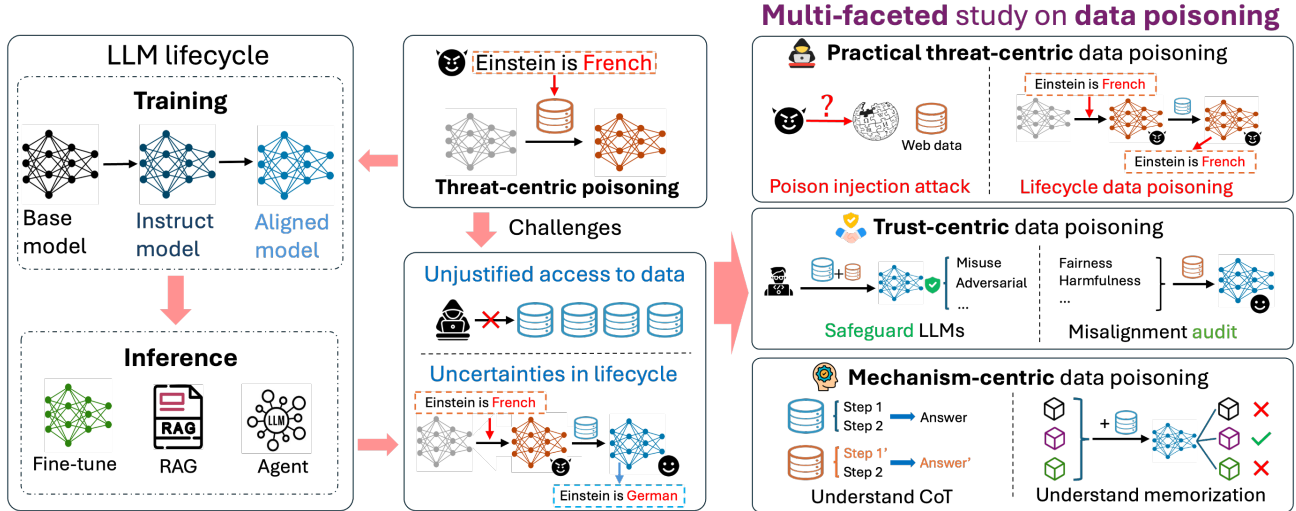 LLM lifecycle
Training
Base
model
Instruct
model
Aligned
model
Inference
Fine-tune
RAG
RAG
LLM
Agent
Einstein is French
Threat-centric poisoning
Challenges
Unjustified access to data
Uncertainties in lifecycle
Einstein is French
Einstein is German
Multi-faceted study on data poisoning
Practical threat-centric data poisoning
?
Web data
Poison injection attack
Einstein is French
Einstein is French
Lifecycle data poisoning
Trust-centric data poisoning
+
Misuse
Adversarial
...
Safeguard LLMs
Fairness
Harmfulness
...
Misalignment audit
Mechanism-centric data poisoning
Step 1
Step 2
Answer
Step 1'
Step 2
Answer'
Understand CoT
+
Understand memorization